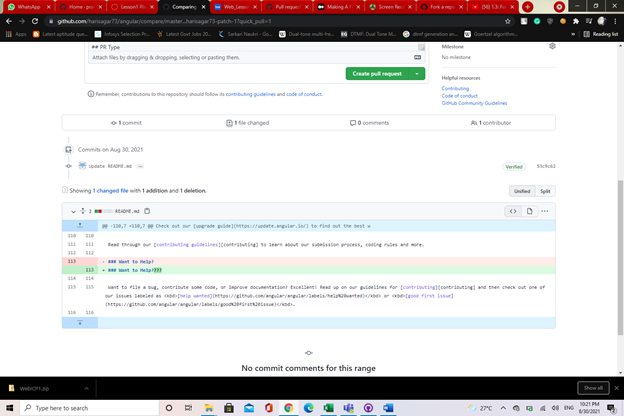 WhatsApp
Home - po
Lesson1 Pl
Comparing
Web_Lesso
Pull reques
Making A P
Screen Rea
Fork a repo
(16) 1.3: Fo
github.com/harisagar73/angular/compare/master...harisagar73-patch-1?quick_pull=1
Apps
Latest aptitude que...
Infosys Selection Pr...
Latest Govt Jobs 20...
Sarkari Naukri - Go...
Dual-tone multi-fre...
DTMF: Dual Tone M...
dtmf generation an...
Goertzel algorithm...
Reading list
## PR Type
Attach files by dragging & dropping, selecting or pasting them.
Create pull request
Remember, contributions to this repository should follow its contributing guidelines and code of conduct.
Milestone
No milestone
Helpful resources
Contributing
Code of conduct
GitHub Community Guidelines
1 commit
1 file changed
0 comments
1 contributor
Commits on Aug 30, 2021
Update README.md
Verified
53c9c62
Showing 1 changed file with 1 addition and 1 deletion.
Unified
Split
2
README.md
@@ -110,7 +110,7 @@ Check out our [upgrade guide](https://update.angular.io/) to find out the best w
110 110
111 111 Read through our [contributing guidelines][contributing] to learn about our submission process, coding rules and more.
112 112
113 - ### Want to Help?
113 + ### Want to Help????
114 114
115 115 Want to file a bug, contribute some code, or improve documentation? Excellent! Read up on our guidelines for [contributing][contributing] and then check out one of
our issues labeled as <kbd>[help wanted](https://github.com/angular/angular/labels/help%20wanted)</kbd> or <kbd>[good first issue]
(https://github.com/angular/angular/labels/good%20first%20issue)</kbd>.
116 116
No commit comments for this range
WebICP1.zip
Show all
Type here to search
27°C
ENG
10:21 PM
8/30/2021